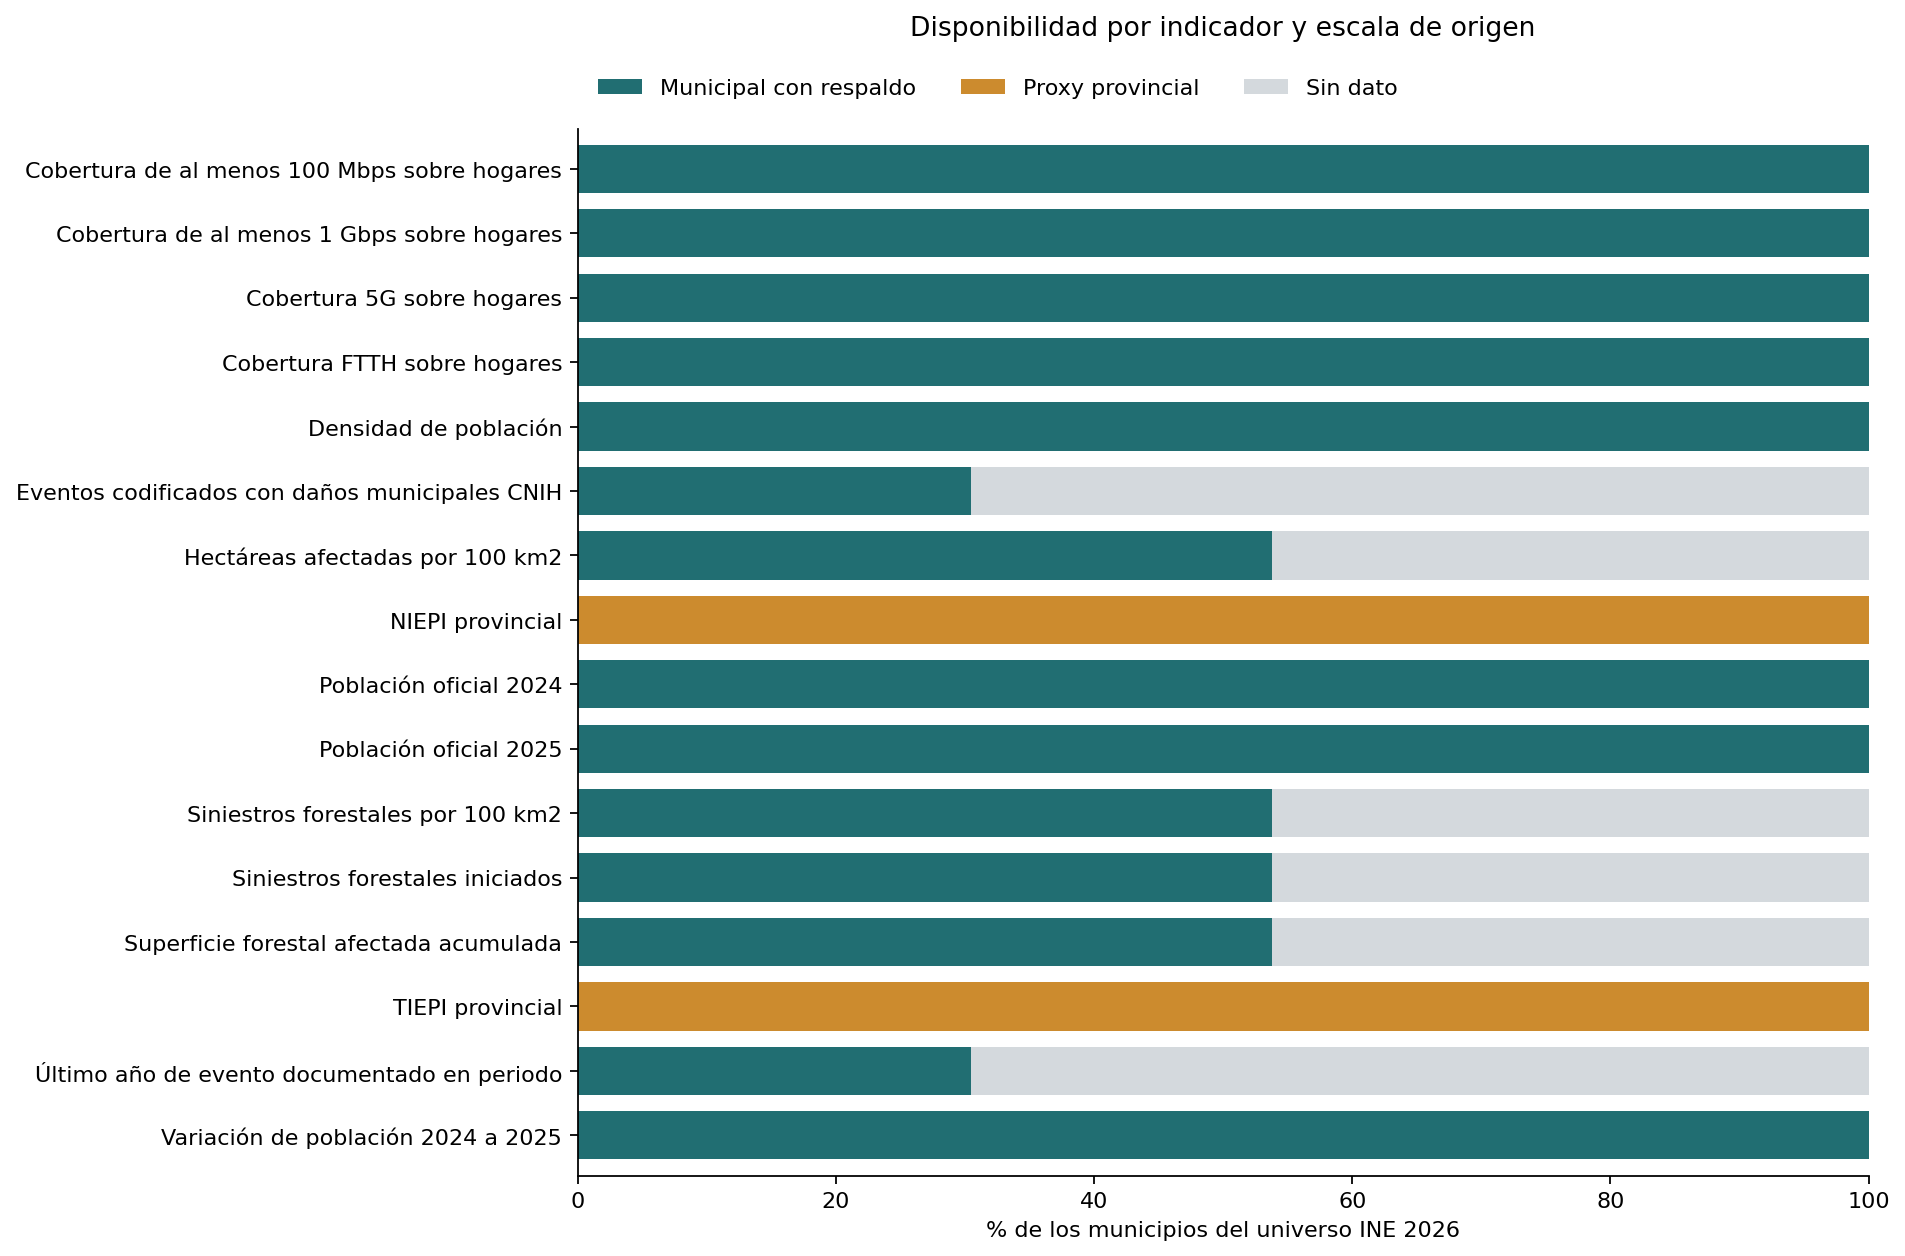 Disponibilidad por indicador y escala de origen
Municipal con respaldo
Proxy provincial
Sin dato
Cobertura de al menos 100 Mbps sobre hogares
Cobertura de al menos 1 Gbps sobre hogares
Cobertura 5G sobre hogares
Cobertura FTTH sobre hogares
Densidad de población
Eventos codificados con daños municipales CNIH
Hectáreas afectadas por 100 km2
NIEPI provincial
Población oficial 2024
Población oficial 2025
Siniestros forestales por 100 km2
Siniestros forestales iniciados
Superficie forestal afectada acumulada
TIEPI provincial
Último año de evento documentado en periodo
Variación de población 2024 a 2025
0 20 40 60 80 100
% de los municipios del universo INE 2026